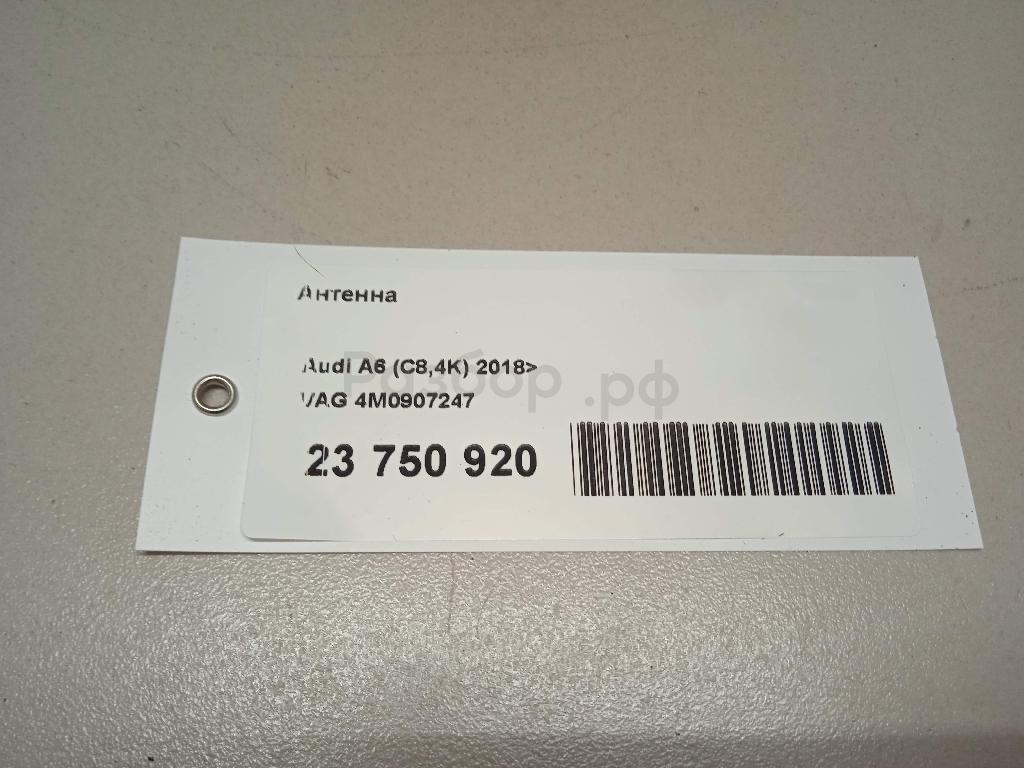 Антенна
Audi A6 (C8,4K) 2018>
Разбор.рф
VAG 4M0907247
23 750 920